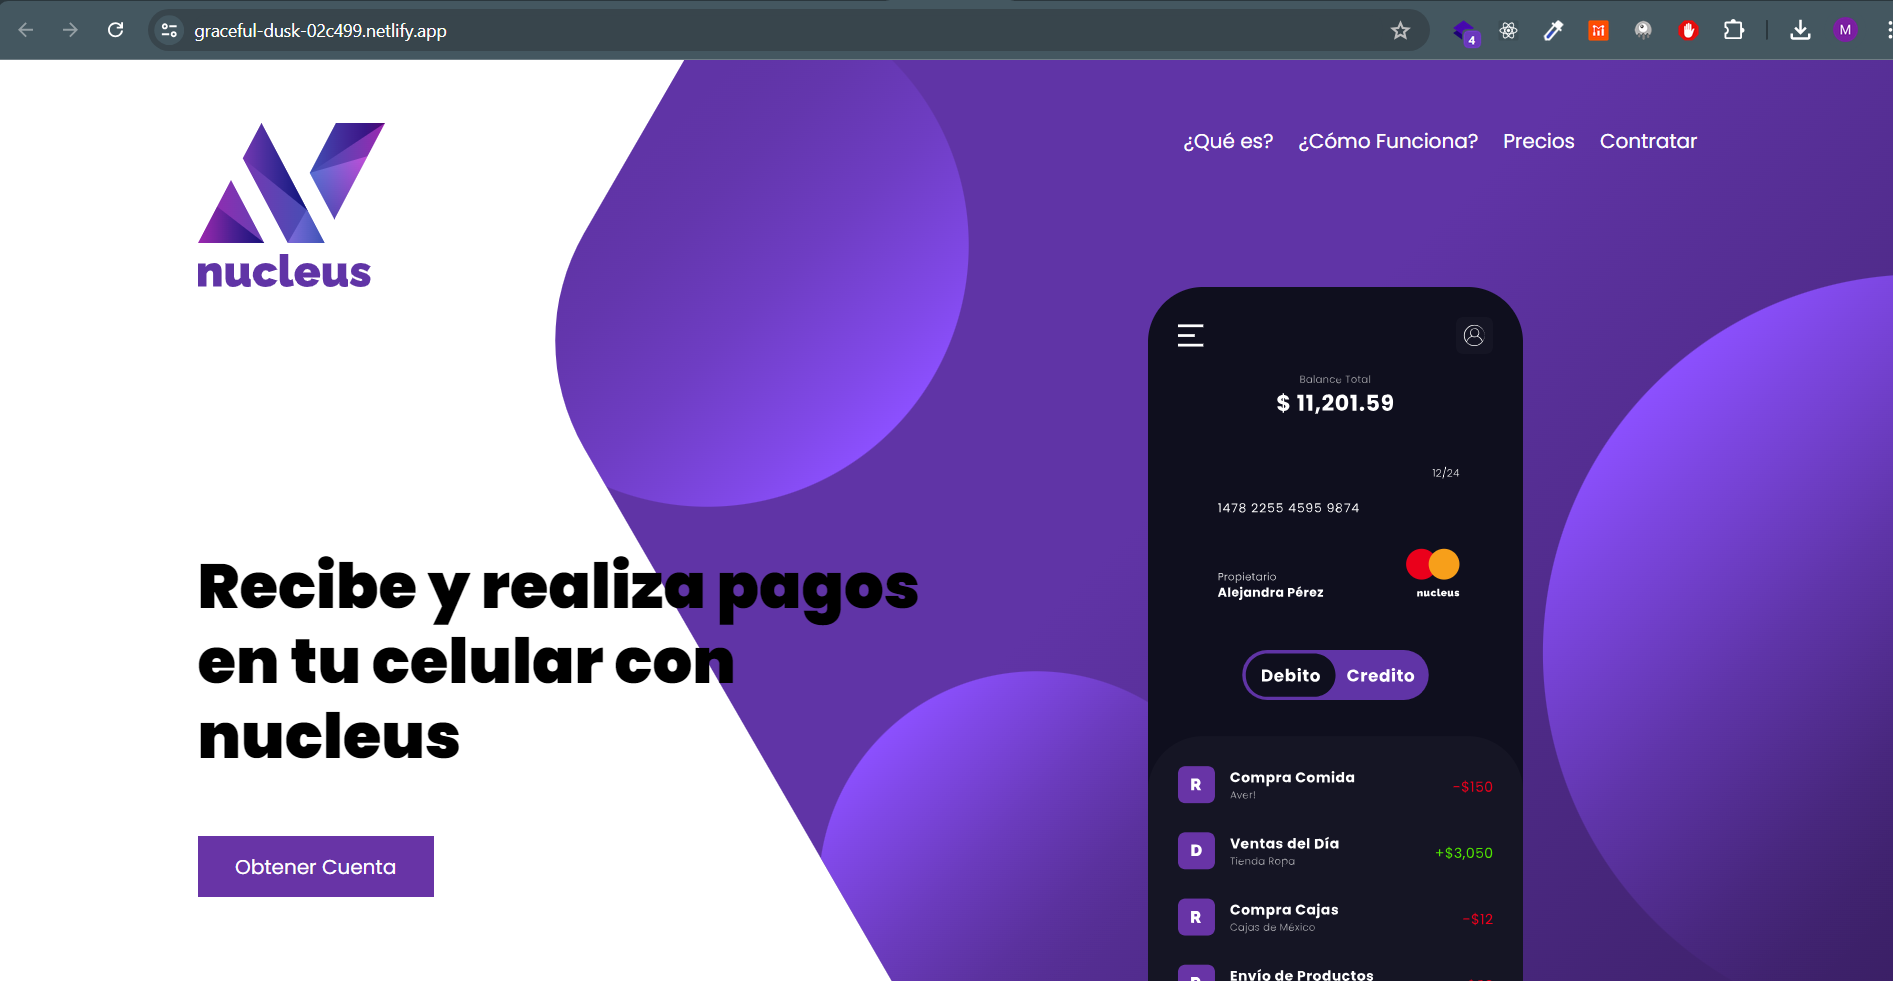 graceful-dusk-02c499.netlify.app
4
M
nucleus
¿Qué es? ¿Cómo Funciona? Precios Contratar
Recibe y realiza pagos
en tu celular con
nucleus
Obtener Cuenta
Balance Total
$ 11,201.59
12/24
1478 2255 4595 9874
Propietario
Alejandra Pérez
nucleus
Debito Credito
R Compra Comida -$150
Aver!
D Ventas del Día +$3,050
Tienda Ropa
R Compra Cajas -$12
Cajas de México
Envío de Productos